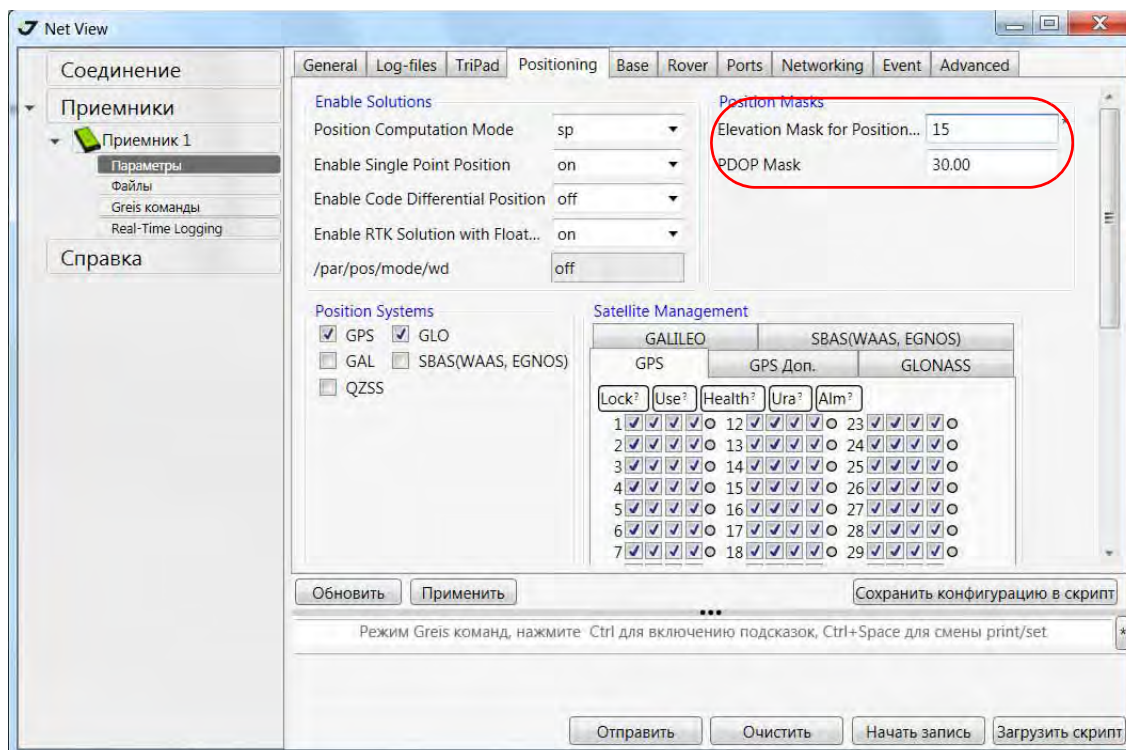 Net View
Соединение
Приемники
Приемник 1
Параметры
Файлы
Greis команды
Real-Time Logging
Справка
General Log-files TriPad Positioning Base Rover Ports Networking Event Advanced
Enable Solutions
Position Computation Mode sp
Enable Single Point Position on
Enable Code Differential Position off
Enable RTK Solution with Float... on
/par/pos/mode/wd off
Position Masks
Elevation Mask for Position... 15 *
PDOP Mask 30.00
Position Systems
GPS GLO
GAL SBAS(WAAS, EGNOS)
QZSS
Satellite Management
GALILEO SBAS(WAAS, EGNOS)
GPS GPS Доп. GLONASS
Lock? Use? Health? Ura? Alm?
1 12 23
2 13 24
3 14 25
4 15 26
5 16 27
6 17 28
7 18 29
Обновить Применить Сохранить конфигурацию в скрипт
Режим Greis команд, нажмите Ctrl для включению подсказок, Ctrl+Space для смены print/set *
Отправить Очистить Начать запись Загрузить скрипт